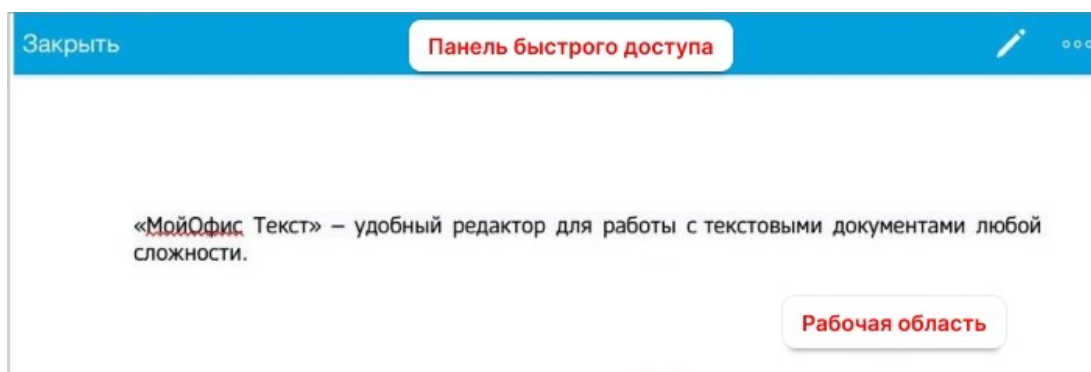 Закрыть Панель быстрого доступа
«МойОфис Текст» – удобный редактор для работы с текстовыми документами любой
сложности.
Рабочая область